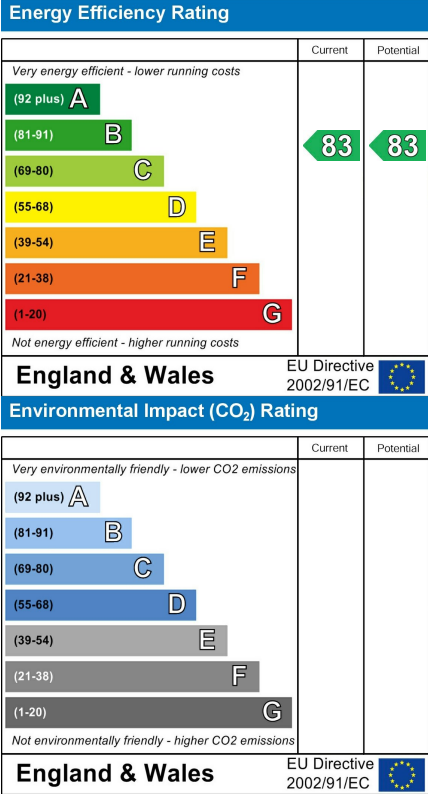 Energy Efficiency Rating
Current Potential
Very energy efficient - lower running costs
(92 plus) A
(81-91) B
83 83
(69-80) C
(55-68) D
(39-54) E
(21-38) F
(1-20) G
Not energy efficient - higher running costs
England & Wales
EU Directive
2002/91/EC
Environmental Impact (CO₂) Rating
Current Potential
Very environmentally friendly - lower CO2 emissions
(92 plus) A
(81-91) B
(69-80) C
(55-68) D
(39-54) E
(21-38) F
(1-20) G
Not environmentally friendly - higher CO2 emissions
England & Wales
EU Directive
2002/91/EC